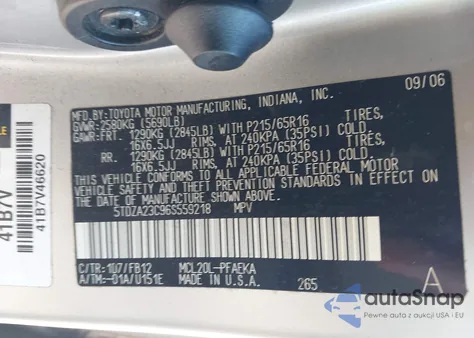 09/06
MFD.BY:TOYOTA MOTOR MANUFACTURING, INDIANA, INC.
GVWR:2580KG (5690LB)
GAWR:FRT. 1290KG (2845LB) WITH P215/65R16 TIRES,
16X6.5JJ RIMS, AT 240KPA (35PSI) COLD.
RR. 1290KG (2845LB) WITH P215/65R16 TIRES,
16X6.5JJ RIMS, AT 240KPA (35PSI) COLD.
THIS VEHICLE CONFORMS TO ALL APPLICABLE FEDERAL MOTOR
VEHICLE SAFETY AND THEFT PREVENTION STANDARDS IN EFFECT
ON THE DATE OF MANUFACTURE SHOWN ABOVE.
5TDZA23C96S559218 MPV
C/TR:1D7/FB12 MCL20L-PFAEKA
A/TM:-01A/U151E MADE IN U.S.A. 265
A
41B7V
41B7V46620
autoSnap
Pewne auta z aukcji w USA